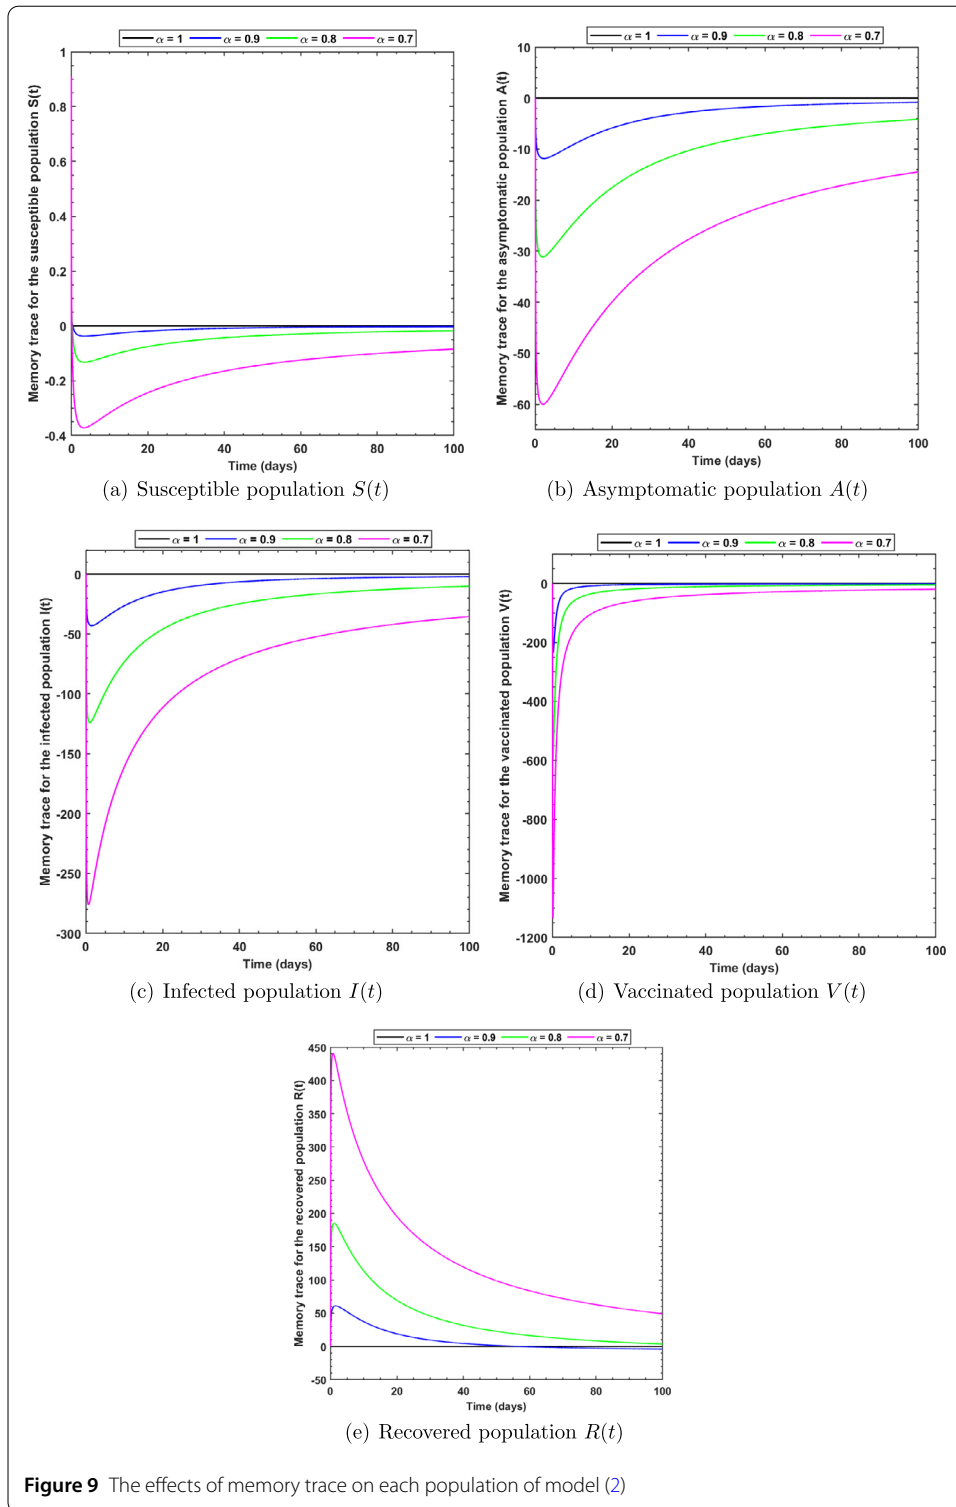 α = 1 α = 0.9 α = 0.8 α = 0.7
Memory trace for the susceptible population S(t)
1
0.8
0.6
0.4
0.2
0
-0.2
-0.4
0 20 40 60 80 100
Time (days)
(a) Susceptible population S(t)
α = 1 α = 0.9 α = 0.8 α = 0.7
Memory trace for the asymptomatic population A(t)
10
0
-10
-20
-30
-40
-50
-60
0 20 40 60 80 100
Time (days)
(b) Asymptomatic population A(t)
α = 1 α = 0.9 α = 0.8 α = 0.7
Memory trace for the infected population I(t)
0
-50
-100
-150
-200
-250
-300
0 20 40 60 80 100
Time (days)
(c) Infected population I(t)
α = 1 α = 0.9 α = 0.8 α = 0.7
Memory trace for the vaccinated population V(t)
0
-200
-400
-600
-800
-1000
-1200
0 20 40 60 80 100
Time (days)
(d) Vaccinated population V(t)
α = 1 α = 0.9 α = 0.8 α = 0.7
Memory trace for the recovered population R(t)
450
400
350
300
250
200
150
100
50
0
-50
0 20 40 60 80 100
Time (days)
(e) Recovered population R(t)
Figure 9 The effects of memory trace on each population of model (2)